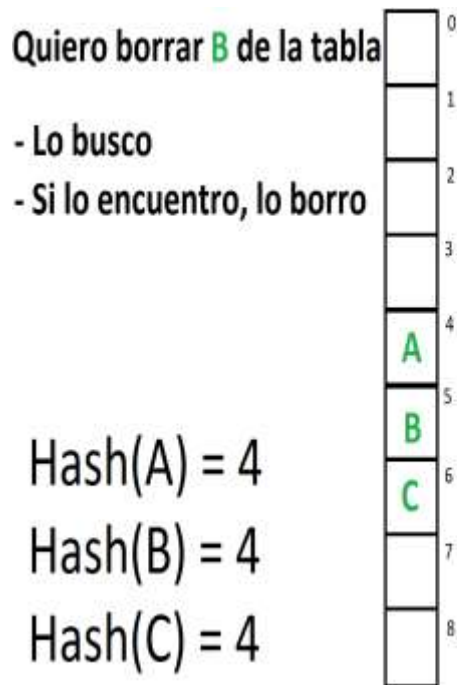 Quiero borrar B de la tabla
- Lo busco
- Si lo encuentro, lo borro
Hash(A) = 4
Hash(B) = 4
Hash(C) = 4
0
1
2
3
4
A
5
B
6
C
7
8